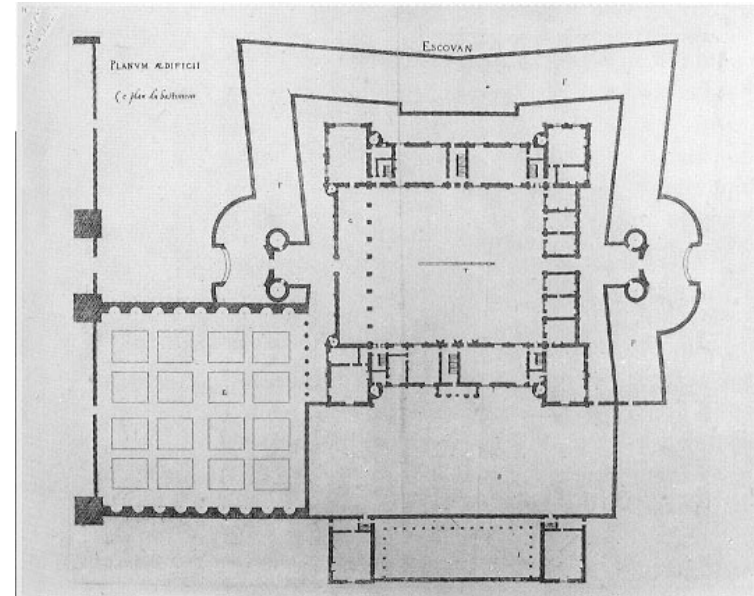 ESCOVAN
PLANVM ÆDIFICII
Ce plan du bastiment
F
F
F
G
T
E